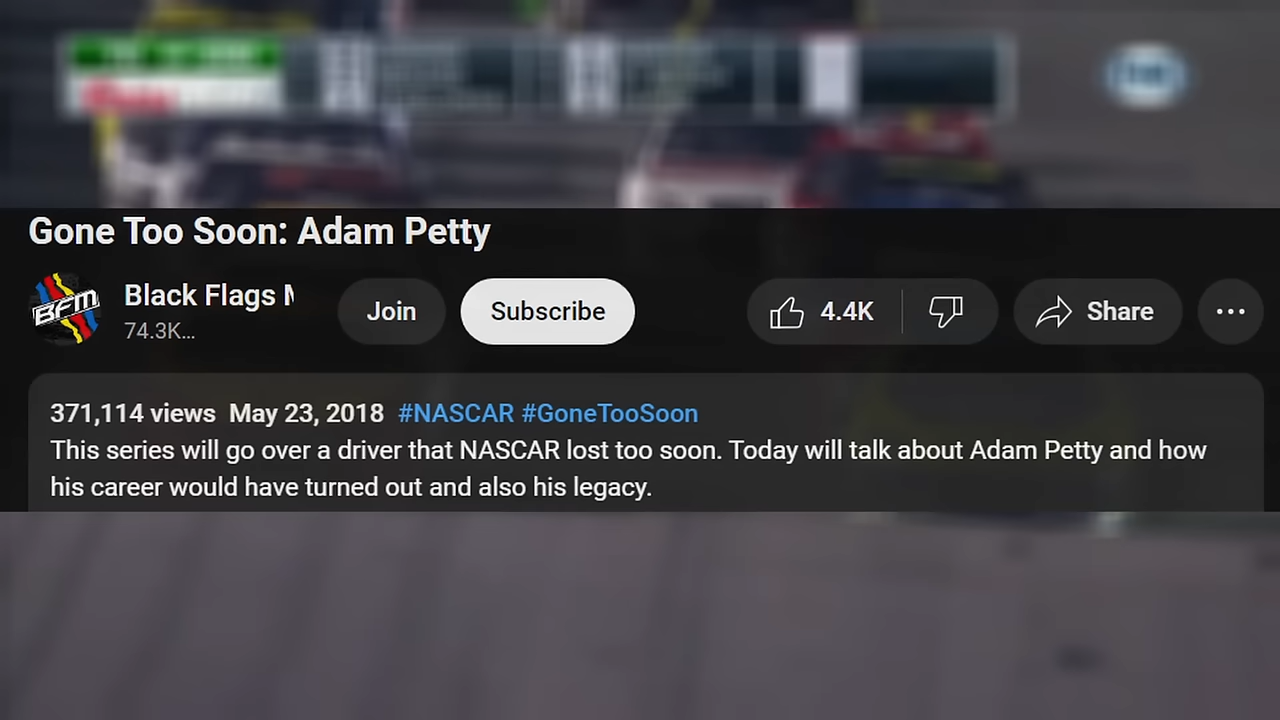 Gone Too Soon: Adam Petty
BFM
Black Flags
74.3K...
Join
Subscribe
4.4K
Share
371,114 views May 23, 2018 #NASCAR #GoneTooSoon
This series will go over a driver that NASCAR lost too soon. Today will talk about Adam Petty and how
his career would have turned out and also his legacy.